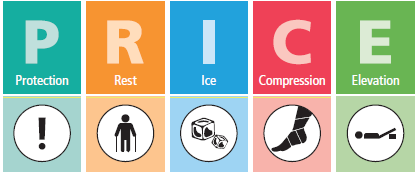 P R I C E
Protection Rest Ice Compression Elevation
!